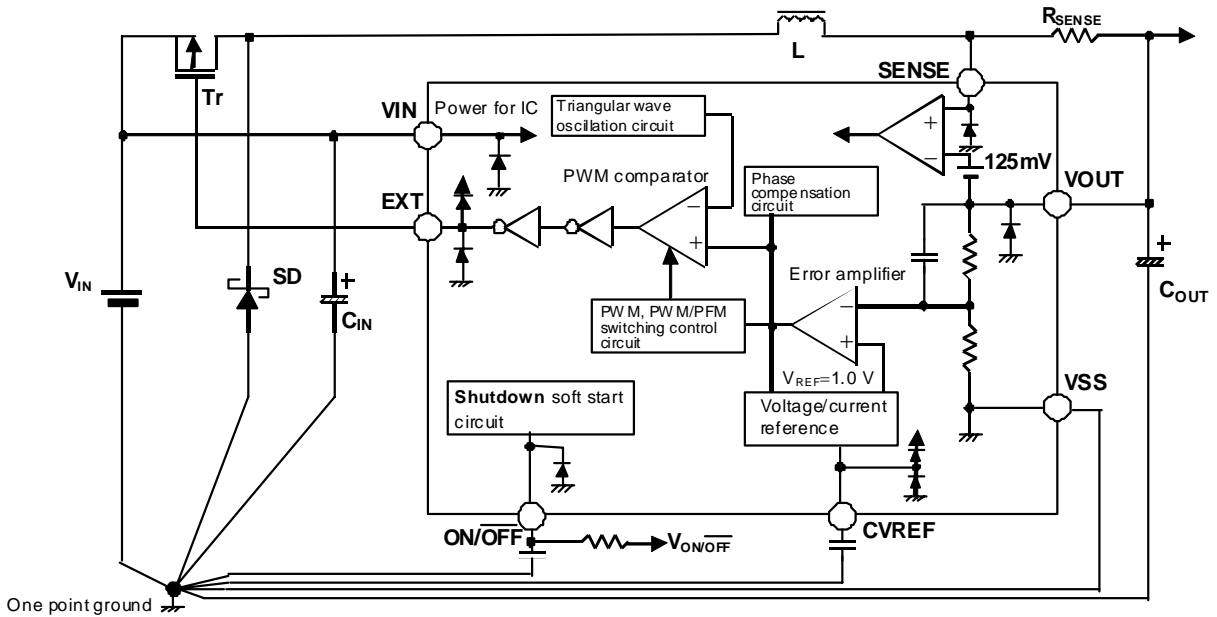 RSENSE
L
Tr
SENSE
VIN
Power for IC
Triangular wave
oscillation circuit
+
−
125mV
PWM comparator
Phase
compensation
circuit
VOUT
EXT
−
+
+
VIN
SD
+
CIN
Error amplifier
−
+
COUT
PWM, PWM/PFM
switching control
circuit
VREF=1.0 V
VSS
Shutdown soft start
circuit
Voltage/current
reference
ON/O̅F̅F̅
VON/O̅F̅F̅
CVREF
One point ground